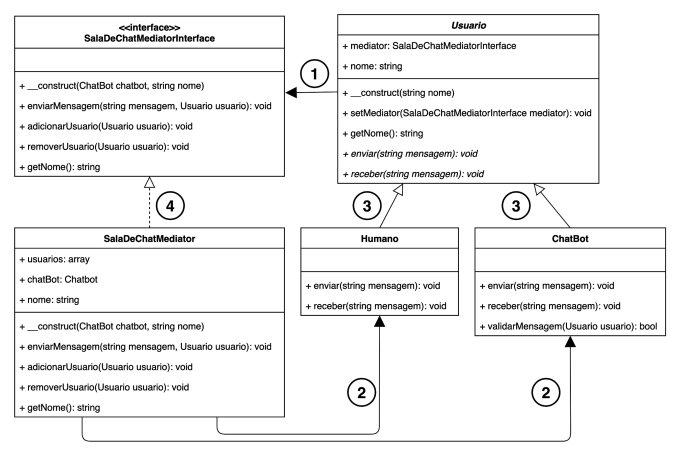 <<interface>>
SalaDeChatMediatorInterface
+ __construct(ChatBot chatbot, string nome)
+ enviarMensagem(string mensagem, Usuario usuario): void
+ adicionarUsuario(Usuario usuario): void
+ removerUsuario(Usuario usuario): void
+ getNome(): string
1
Usuario
+ mediator: SalaDeChatMediatorInterface
+ nome: string
+ __construct(string nome)
+ setMediator(SalaDeChatMediatorInterface mediator): void
+ getNome(): string
+ enviar(string mensagem): void
+ receber(string mensagem): void
4
3
3
SalaDeChatMediator
+ usuarios: array
+ chatBot: Chatbot
+ nome: string
+ __construct(ChatBot chatbot, string nome)
+ enviarMensagem(string mensagem, Usuario usuario): void
+ adicionarUsuario(Usuario usuario): void
+ removerUsuario(Usuario usuario): void
+ getNome(): string
Humano
+ enviar(string mensagem): void
+ receber(string mensagem): void
ChatBot
+ enviar(string mensagem): void
+ receber(string mensagem): void
+ validarMensagem(Usuario usuario): bool
2
2